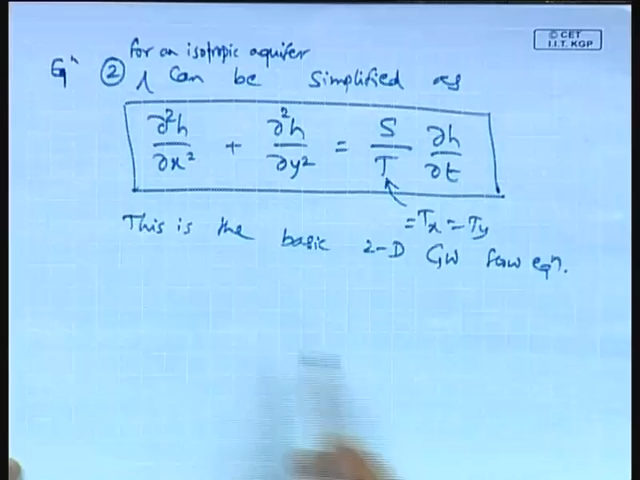 © CET
I.I.T. KGP
for an isotropic aquifer
Eqⁿ ② ʎ can be simplified as
∂²h/∂x² + ∂²h/∂y² = S/T ∂h/∂t
= Tx = Ty
This is the basic 2-D GW flow eqⁿ.